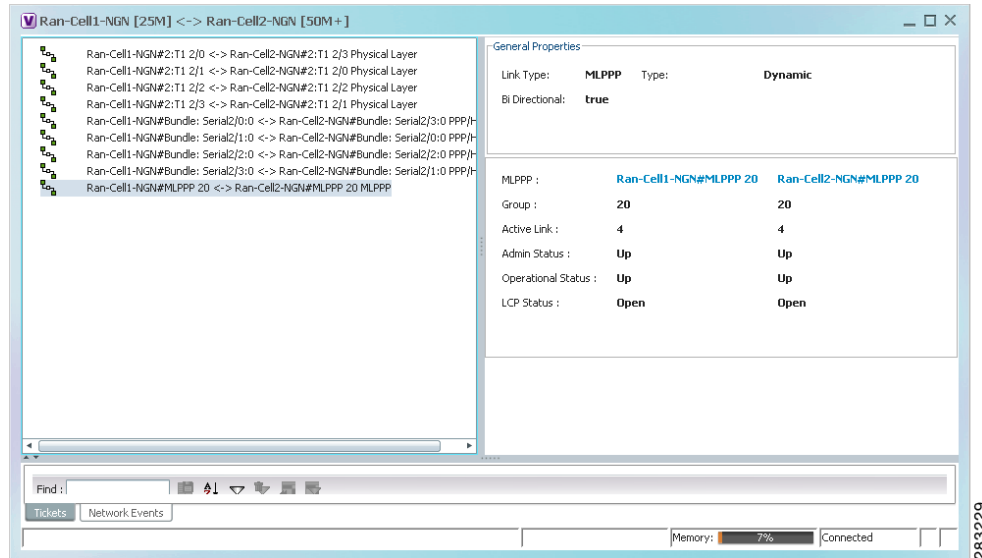 Ran-Cell1-NGN [25M] <-> Ran-Cell2-NGN [50M+]
Ran-Cell1-NGN#2:T1 2/0 <-> Ran-Cell2-NGN#2:T1 2/3 Physical Layer
Ran-Cell1-NGN#2:T1 2/1 <-> Ran-Cell2-NGN#2:T1 2/0 Physical Layer
Ran-Cell1-NGN#2:T1 2/2 <-> Ran-Cell2-NGN#2:T1 2/2 Physical Layer
Ran-Cell1-NGN#2:T1 2/3 <-> Ran-Cell2-NGN#2:T1 2/1 Physical Layer
Ran-Cell1-NGN#Bundle: Serial2/0:0 <-> Ran-Cell2-NGN#Bundle: Serial2/3:0 PPP/H
Ran-Cell1-NGN#Bundle: Serial2/1:0 <-> Ran-Cell2-NGN#Bundle: Serial2/0:0 PPP/H
Ran-Cell1-NGN#Bundle: Serial2/2:0 <-> Ran-Cell2-NGN#Bundle: Serial2/2:0 PPP/H
Ran-Cell1-NGN#Bundle: Serial2/3:0 <-> Ran-Cell2-NGN#Bundle: Serial2/1:0 PPP/H
Ran-Cell1-NGN#MLPPP 20 <-> Ran-Cell2-NGN#MLPPP 20 MLPPP
General Properties
Link Type: MLPPP Type: Dynamic
Bi Directional: true
MLPPP : Ran-Cell1-NGN#MLPPP 20 Ran-Cell2-NGN#MLPPP 20
Group : 20 20
Active Link : 4 4
Admin Status : Up Up
Operational Status : Up Up
LCP Status : Open Open
Find :
Tickets Network Events
Memory: 7% Connected
283229